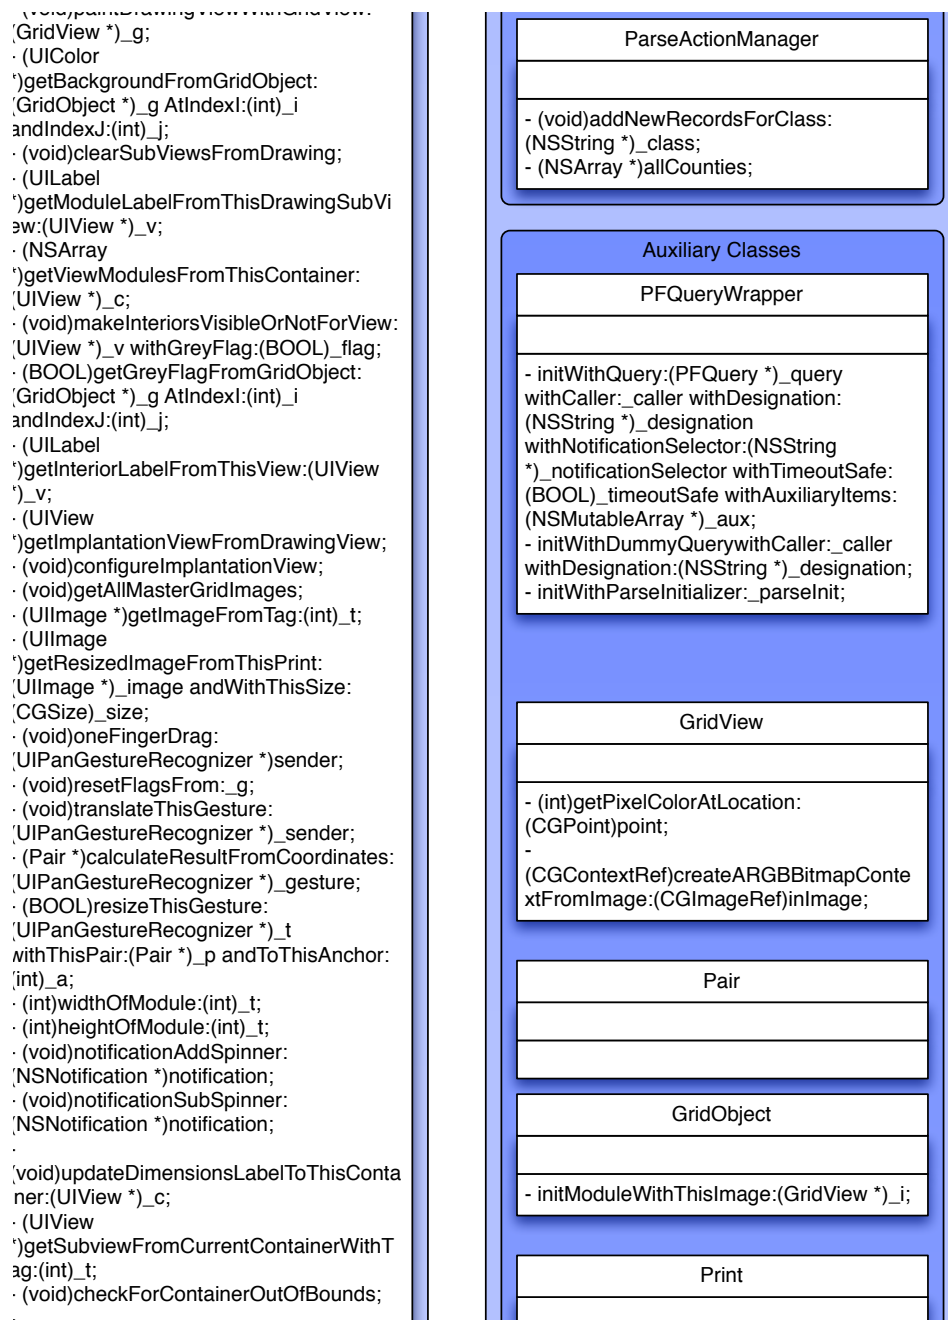 - (void)paintDrawingViewWithGridView:
(GridView *)_g;
- (UIColor
*)getBackgroundFromGridObject:
(GridObject *)_g AtIndexI:(int)_i
andIndexJ:(int)_j;
- (void)clearSubViewsFromDrawing;
- (UILabel
*)getModuleLabelFromThisDrawingSubVi
ew:(UIView *)_v;
- (NSArray
*)getViewModulesFromThisContainer:
(UIView *)_c;
- (void)makeInteriorsVisibleOrNotForView:
(UIView *)_v withGreyFlag:(BOOL)_flag;
- (BOOL)getGreyFlagFromGridObject:
(GridObject *)_g AtIndexI:(int)_i
andIndexJ:(int)_j;
- (UILabel
*)getInteriorLabelFromThisView:(UIView
*)_v;
- (UIView
*)getImplantationViewFromDrawingView;
- (void)configureImplantationView;
- (void)getAllMasterGridImages;
- (UIImage *)getImageFromTag:(int)_t;
- (UIImage
*)getResizedImageFromThisPrint:
(UIImage *)_image andWithThisSize:
(CGSize)_size;
- (void)oneFingerDrag:
(UIPanGestureRecognizer *)sender;
- (void)resetFlagsFrom:_g;
- (void)translateThisGesture:
(UIPanGestureRecognizer *)_sender;
- (Pair *)calculateResultFromCoordinates:
(UIPanGestureRecognizer *)_gesture;
- (BOOL)resizeThisGesture:
(UIPanGestureRecognizer *)_t
withThisPair:(Pair *)_p andToThisAnchor:
(int)_a;
- (int)widthOfModule:(int)_t;
- (int)heightOfModule:(int)_t;
- (void)notificationAddSpinner:
(NSNotification *)notification;
- (void)notificationSubSpinner:
(NSNotification *)notification;
-
(void)updateDimensionsLabelToThisConta
iner:(UIView *)_c;
- (UIView
*)getSubviewFromCurrentContainerWithT
ag:(int)_t;
- (void)checkForContainerOutOfBounds;
ParseActionManager
- (void)addNewRecordsForClass:
(NSString *)_class;
- (NSArray *)allCounties;
Auxiliary Classes
PFQueryWrapper
- initWithQuery:(PFQuery *)_query
withCaller:_caller withDesignation:
(NSString *)_designation
withNotificationSelector:(NSString
*)_notificationSelector withTimeoutSafe:
(BOOL)_timeoutSafe withAuxiliaryItems:
(NSMutableArray *)_aux;
- initWithDummyQuerywithCaller:_caller
withDesignation:(NSString *)_designation;
- initWithParseInitializer:_parseInit;
GridView
- (int)getPixelColorAtLocation:
(CGPoint)point;
-
(CGContextRef)createARGBBitmapConte
xtFromImage:(CGImageRef)inImage;
Pair
GridObject
- initModuleWithThisImage:(GridView *)_i;
Print